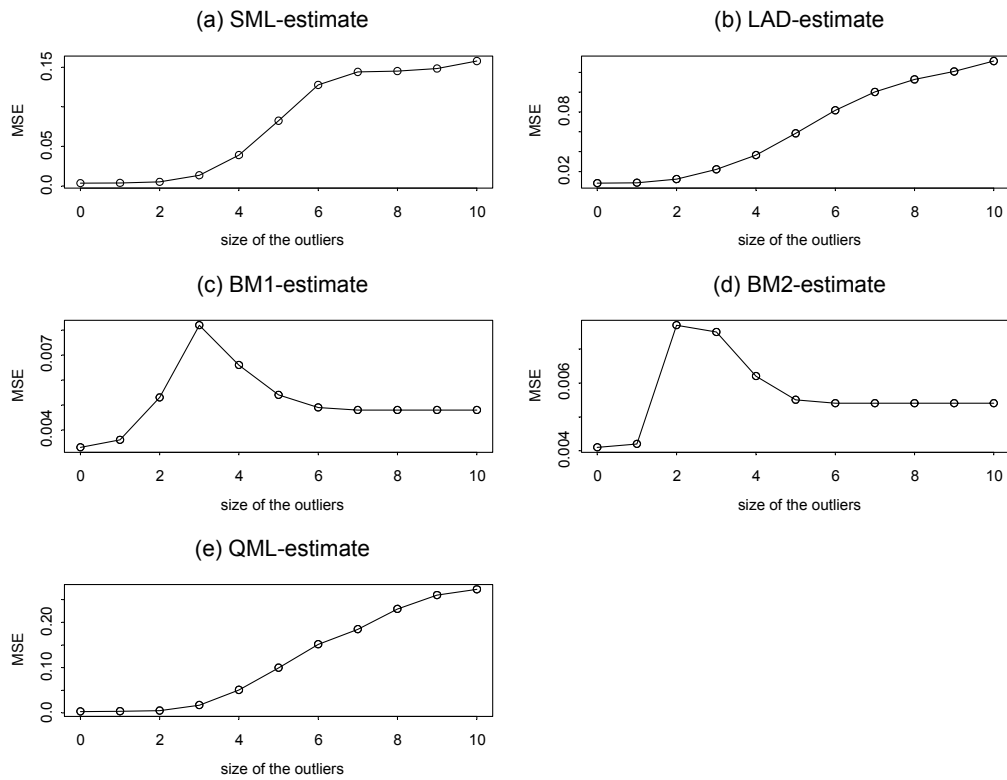 (a) SML-estimate
MSE
0.0
0.05
0.15
0 2 4 6 8 10
size of the outliers
(b) LAD-estimate
MSE
0.02
0.08
0 2 4 6 8 10
size of the outliers
(c) BM1-estimate
MSE
0.004
0.007
0 2 4 6 8 10
size of the outliers
(d) BM2-estimate
MSE
0.004
0.006
0 2 4 6 8 10
size of the outliers
(e) QML-estimate
MSE
0.0
0.10
0.20
0 2 4 6 8 10
size of the outliers